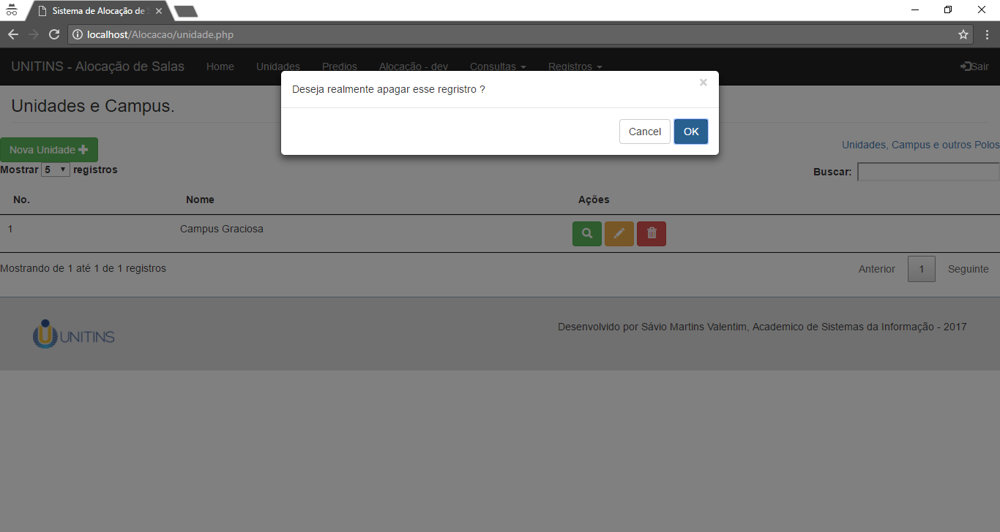 Sistema de Alocação de
localhost/Alocacao/unidade.php
UNITINS - Alocação de Salas Home Unidades Predios Alocação - dev Consultas Registros Sair
Deseja realmente apagar esse regristro ?
×
Cancel OK
Unidades e Campus.
Nova Unidade
Unidades, Campus e outros Polos
Mostrar 5 registros
Buscar:
No. Nome Ações
1 Campus Graciosa
Mostrando de 1 até 1 de 1 registros
Anterior 1 Seguinte
UNITINS
Desenvolvido por Sávio Martins Valentim, Academico de Sistemas da Informação - 2017